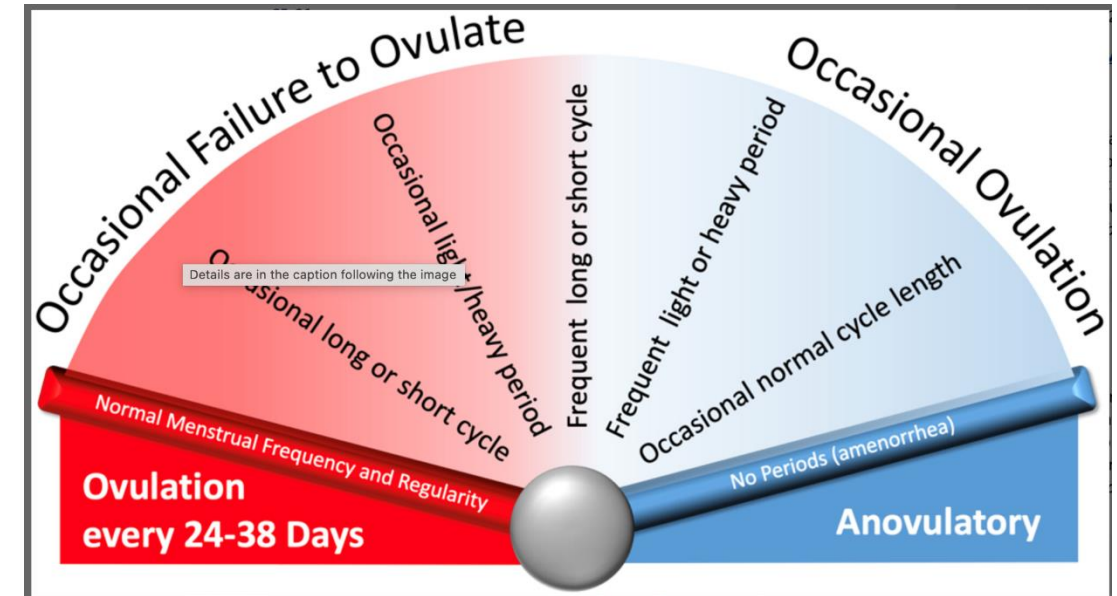 Occasional Failure to Ovulate
Occasional Ovulation
Occasional long or short cycle
Occasional light/heavy period
Frequent long or short cycle
Frequent light or heavy period
Occasional normal cycle length
Details are in the caption following the image
Normal Menstrual Frequency and Regularity
No Periods (amenorrhea)
Ovulation
every 24-38 Days
Anovulatory